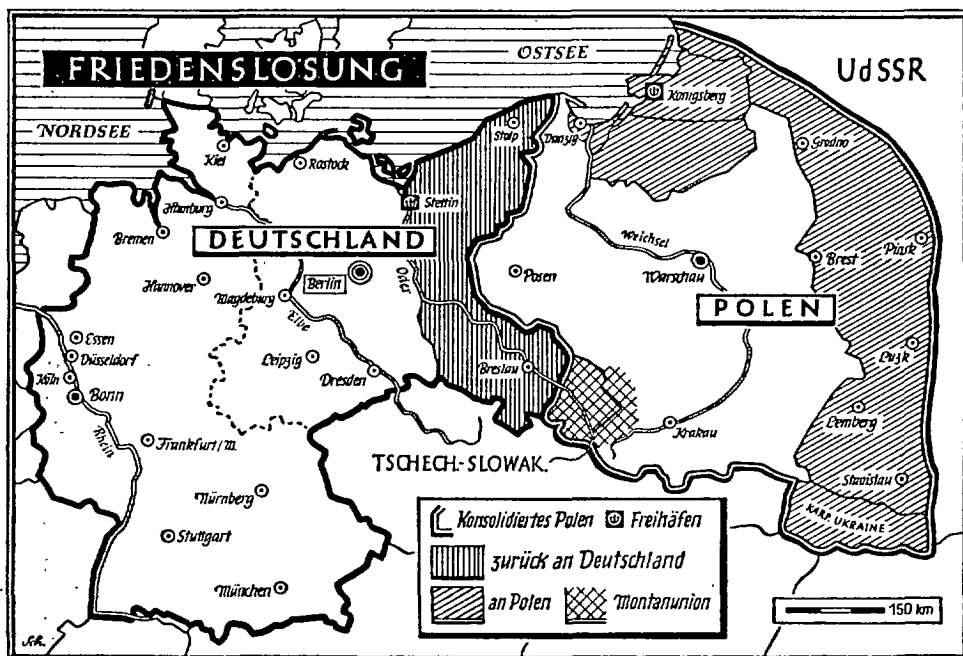 FRIEDENSLÖSUNG
OSTSEE
UdSSR
NORDSEE
Kiel
Rostock
Stolp
Danzig
Königsberg
Grodno
Hamburg
Stettin
Bremen
DEUTSCHLAND
Weichsel
Brest
Pinsk
Hannover
Berlin
Oder
Posen
Warschau
Magdeburg
POLEN
Elbe
Essen
Düsseldorf
Leipzig
Luzk
Köln
Dresden
Breslau
Bonn
Rhein
Lemberg
Frankfurt/M.
Krakau
TSCHECH.-SLOWAK.
Stanislau
Nürnberg
KARP. UKRAINE
Stuttgart
München
Konsolidiertes Polen
Freihäfen
zurück an Deutschland
an Polen
Montanunion
150 km